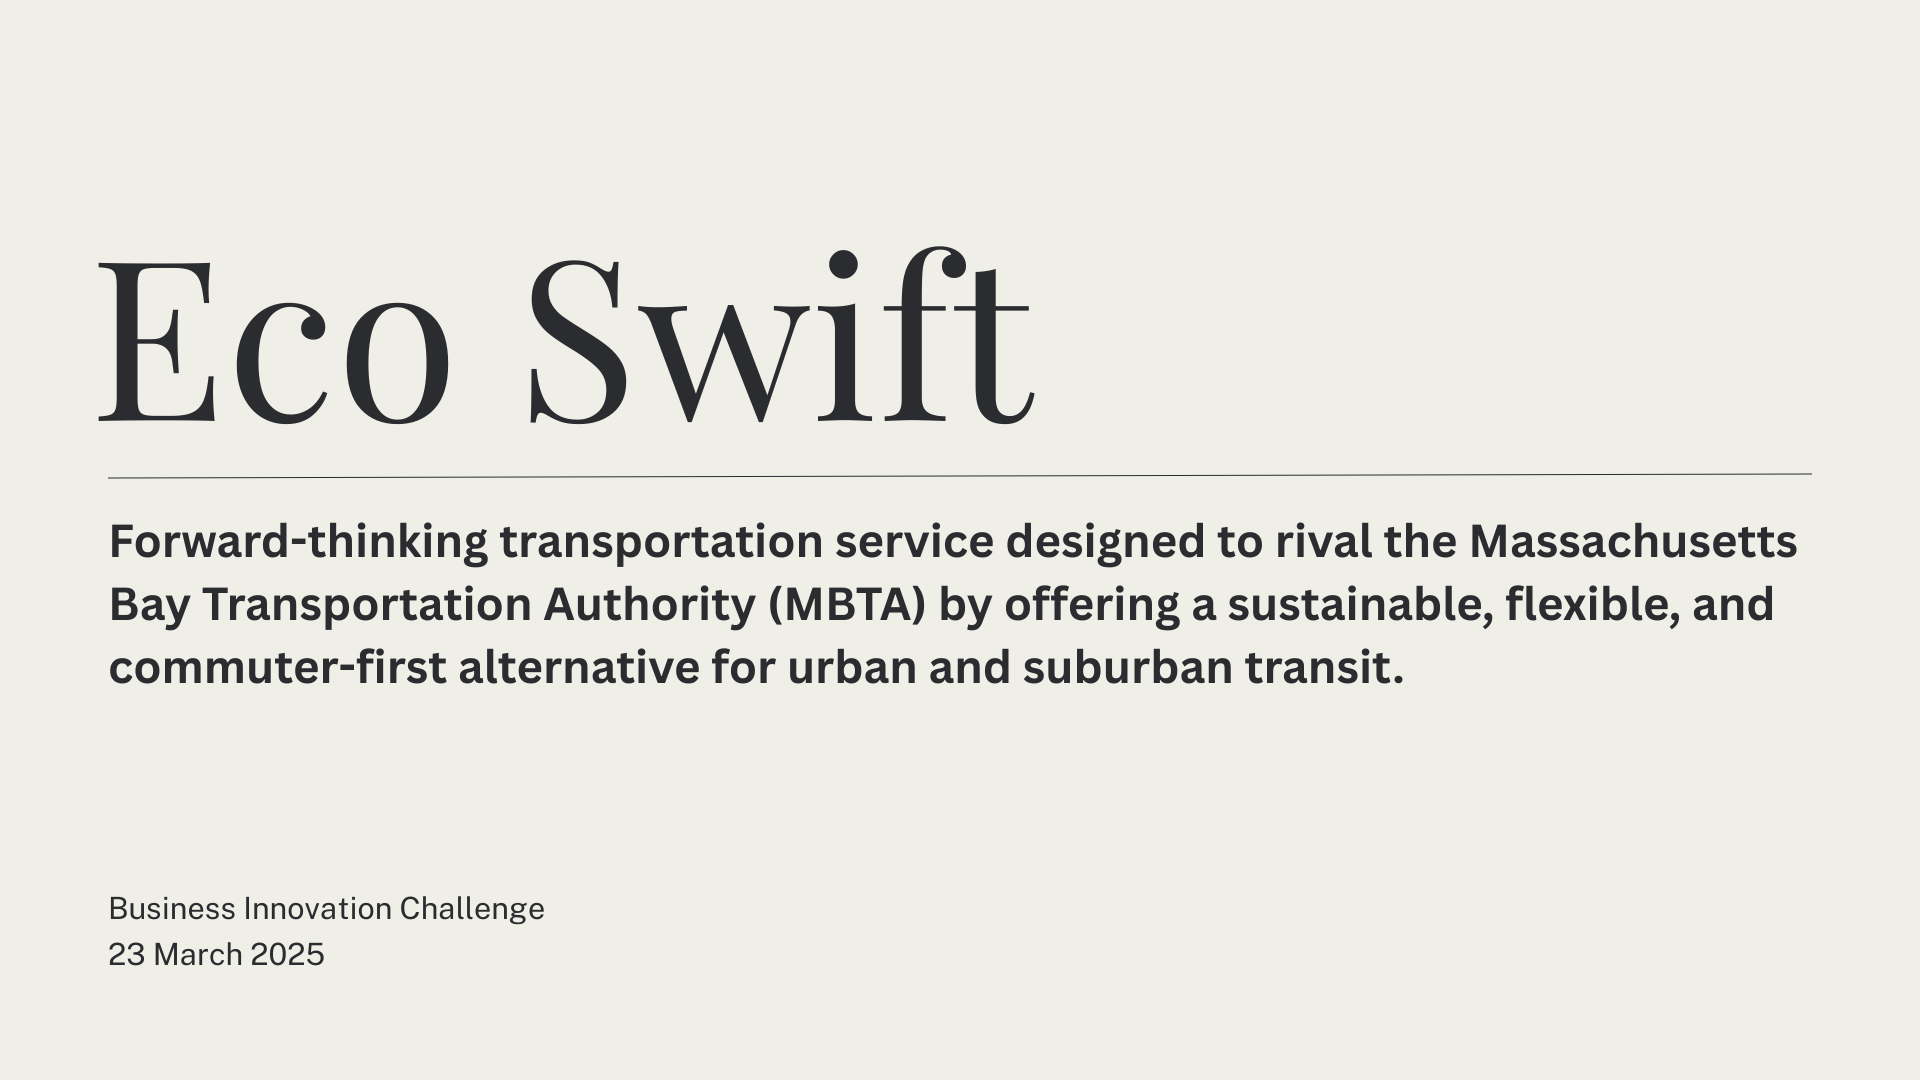 Eco Swift
Forward-thinking transportation service designed to rival the Massachusetts
Bay Transportation Authority (MBTA) by offering a sustainable, flexible, and
commuter-first alternative for urban and suburban transit.
Business Innovation Challenge
23 March 2025